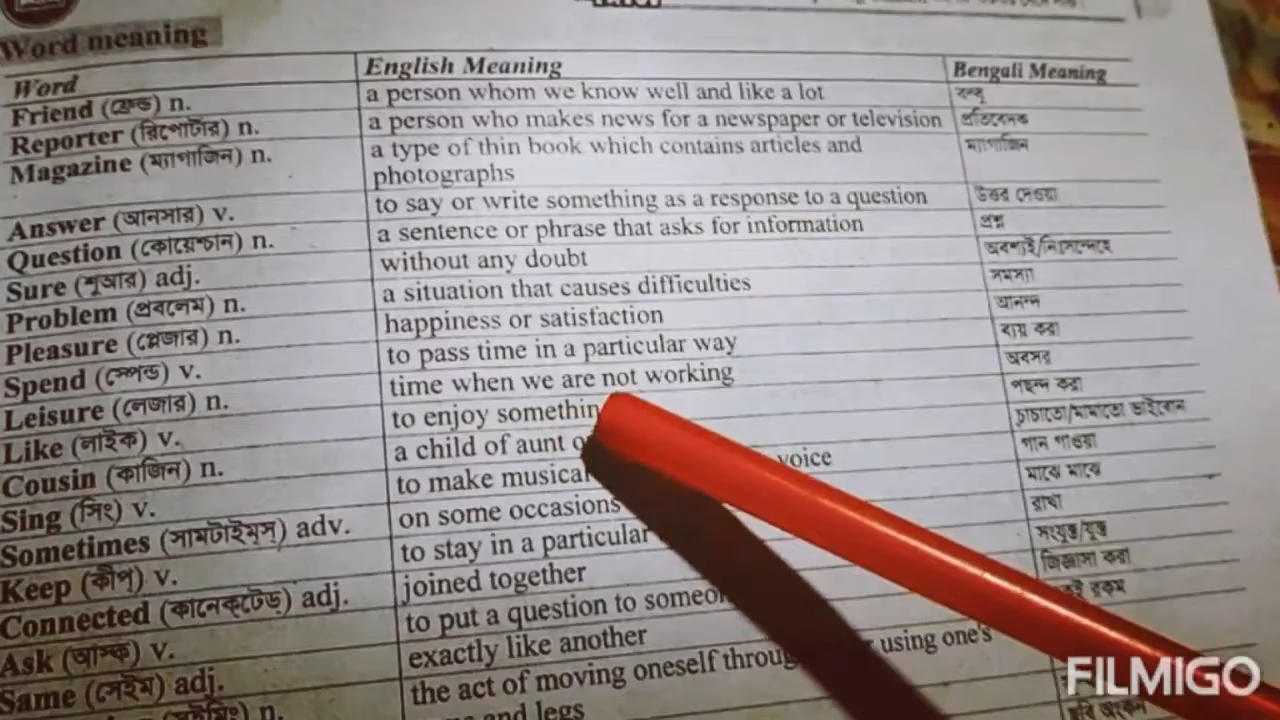 Word meaning
Word English Meaning Bengali Meaning
Friend (ফ্রেন্ড) n. a person whom we know well and like a lot বন্ধু
Reporter (রিপোর্টার) n. a person who makes news for a newspaper or television প্রতিবেদক
Magazine (ম্যাগাজিন) n. a type of thin book which contains articles and ম্যাগাজিন
photographs
Answer (আনসার) v. to say or write something as a response to a question উত্তর দেওয়া
Question (কোয়েশ্চান) n. a sentence or phrase that asks for information প্রশ্ন
Sure (শূআর) adj. without any doubt অবশ্যই/নিঃসন্দেহে
Problem (প্রবলেম) n. a situation that causes difficulties সমস্যা
Pleasure (প্লেজার) n. happiness or satisfaction আনন্দ
Spend (স্পেন্ড) v. to pass time in a particular way ব্যয় করা
Leisure (লেজার) n. time when we are not working অবসর
Like (লাইক) v. to enjoy somethin পছন্দ করা
Cousin (কাজিন) n. a child of aunt চাচাতো/মামাতো ভাইবোন
Sing (সিং) v. to make musical voice গান গাওয়া
Sometimes (সামটাইম্‌স্) adv. on some occasions মাঝে মাঝে
Keep (কীপ্) v. to stay in a particular রাখা
Connected (কানেক্‌টেড্) adj. joined together সংযুক্ত/যুক্ত
Ask (আস্ক) v. to put a question to someo জিজ্ঞাসা করা
Same (সেইম) adj. exactly like another রকম
n. the act of moving oneself throug using one's
and legs
FILMIGO